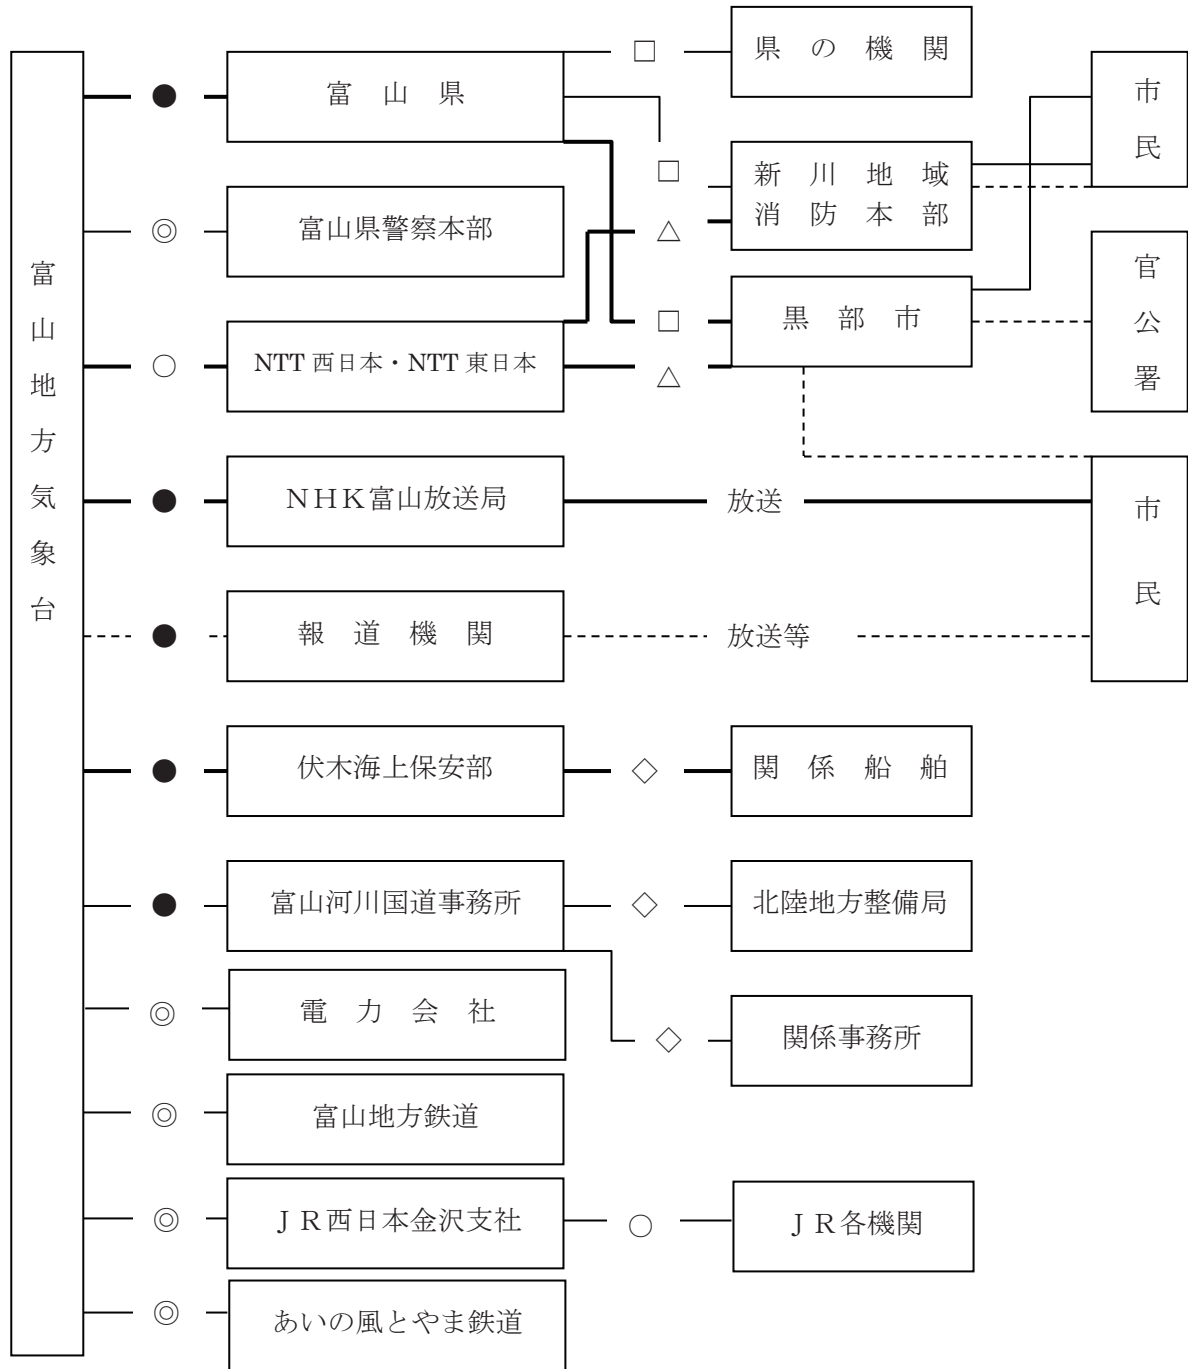 富山地方気象台
● 富山県 □ 県の機関
□ 新川地域
消防本部
市民
◎ 富山県警察本部
△
官公署
□ 黒部市
○ NTT 西日本・NTT 東日本 △
● NHK富山放送局 放送
市民
● 報道機関 放送等
● 伏木海上保安部 ◇ 関係船舶
● 富山河川国道事務所 ◇ 北陸地方整備局
◎ 電力会社
◇ 関係事務所
◎ 富山地方鉄道
◎ JR西日本金沢支社 ○ JR各機関
◎ あいの風とやま鉄道